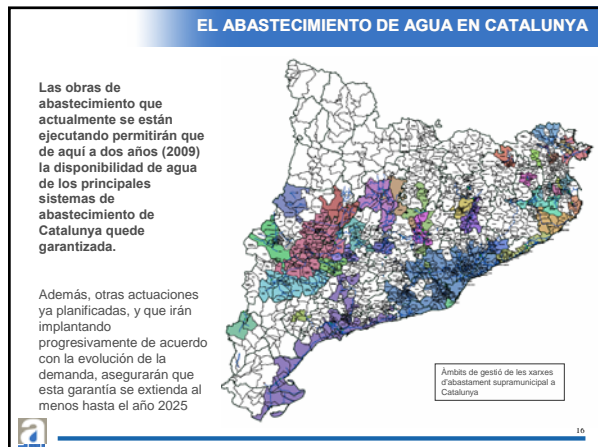 EL ABASTECIMIENTO DE AGUA EN CATALUNYA
Las obras de
abastecimiento que
actualmente se están
ejecutando permitirán que
de aquí a dos años (2009)
la disponibilidad de agua
de los principales
sistemas de
abastecimiento de
Catalunya quede
garantizada.
Además, otras actuaciones
ya planificadas, y que irán
implantando
progresivamente de acuerdo
con la evolución de la
demanda, asegurarán que
esta garantía se extienda al
menos hasta el año 2025
Àmbits de gestió de les xarxes
d'abastament supramunicipal a
Catalunya
16